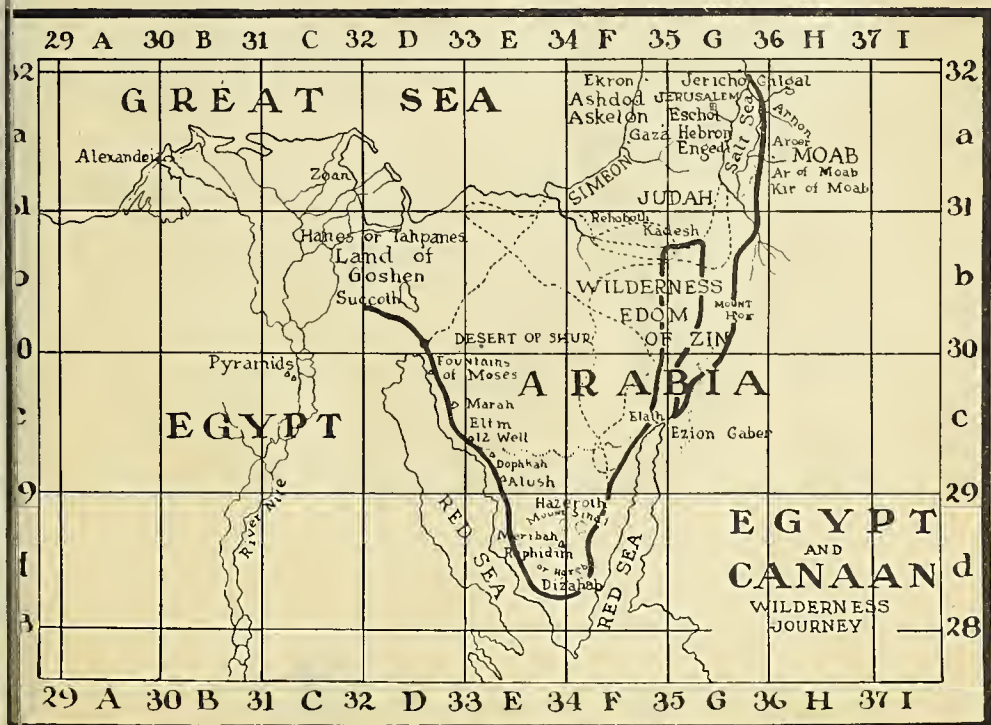 29 A 30 B 31 C 32 D 33 E 34 F 35 G 36 H 37 I
32
32
GREAT SEA
Ekron
Jericho
Gilgal
Ashdod
JERUSALEM
Askelon
Eschol
Arnon
Gaza
Hebron
Engedi
Salt Sea
Aroer
MOAB
Ar of Moab
Kir of Moab
a
a
Alexandria
Zoan
SIMEON
JUDAH
31
31
Rehoboth
Kadesh
Hanes or Tahpanes
Land of
Goshen
Succoth
b
b
WILDERNESS
EDOM
OF ZIN
MOUNT
Hor
DESERT OF SHUR
30
Pyramids
Fountains
of Moses
ARABIA
Marah
EGYPT
Elim
12 Well
Elath
Ezion Gaber
c
Dophkah
Alush
29
River Nile
RED SEA
Hazeroth
Mount Sinai
Meribah
Rephidim
or Horeb
Dizahab
RED SEA
EGYPT
AND
CANAAN
WILDERNESS
JOURNEY
d
28
29 A 30 B 31 C 32 D 33 E 34 F 35 G 36 H 37 I